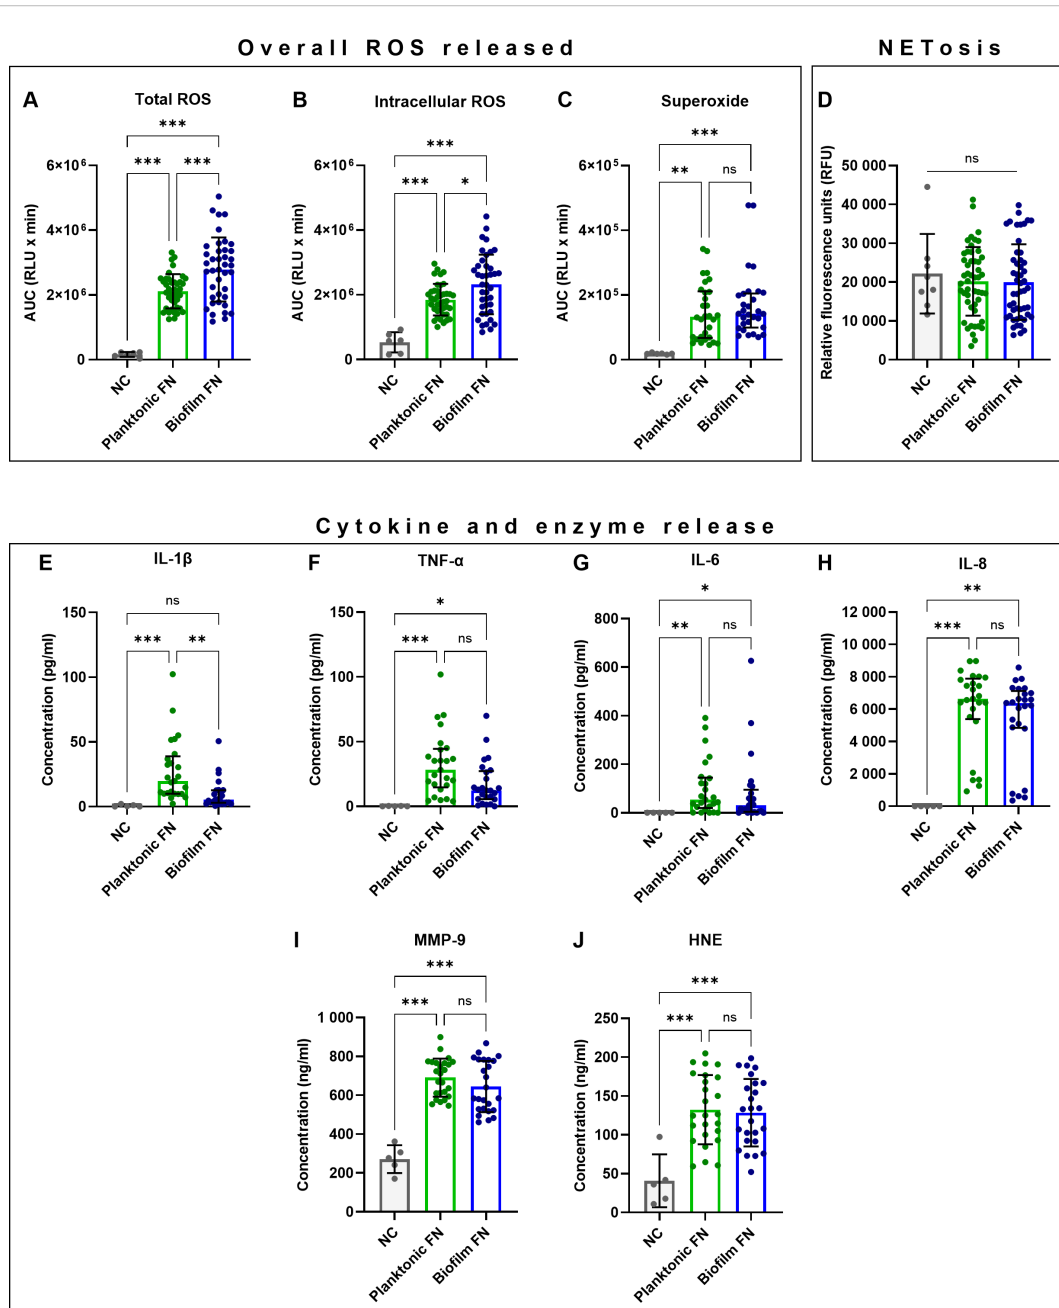 Overall ROS released
NETosis
A
Total ROS
B
Intracellular ROS
C
Superoxide
D
AUC (RLU x min)
6×10⁶
4×10⁶
2×10⁶
0
***
***
***
NC
Planktonic FN
Biofilm FN
AUC (RLU x min)
6×10⁶
4×10⁶
2×10⁶
0
***
***
*
NC
Planktonic FN
Biofilm FN
AUC (RLU x min)
6×10⁵
4×10⁵
2×10⁵
0
***
**
ns
NC
Planktonic FN
Biofilm FN
Relative fluorescence units (RFU)
50 000
40 000
30 000
20 000
10 000
0
ns
NC
Planktonic FN
Biofilm FN
Cytokine and enzyme release
E
IL-1β
F
TNF-α
G
IL-6
H
IL-8
Concentration (pg/ml)
150
100
50
0
ns
***
**
NC
Planktonic FN
Biofilm FN
Concentration (pg/ml)
150
100
50
0
*
***
ns
NC
Planktonic FN
Biofilm FN
Concentration (pg/ml)
800
600
400
200
0
*
**
ns
NC
Planktonic FN
Biofilm FN
Concentration (pg/ml)
12 000
10 000
8 000
6 000
4 000
2 000
0
**
***
ns
NC
Planktonic FN
Biofilm FN
I
MMP-9
J
HNE
Concentration (ng/ml)
1 000
800
600
400
200
0
***
***
ns
NC
Planktonic FN
Biofilm FN
Concentration (ng/ml)
250
200
150
100
50
0
***
***
ns
NC
Planktonic FN
Biofilm FN